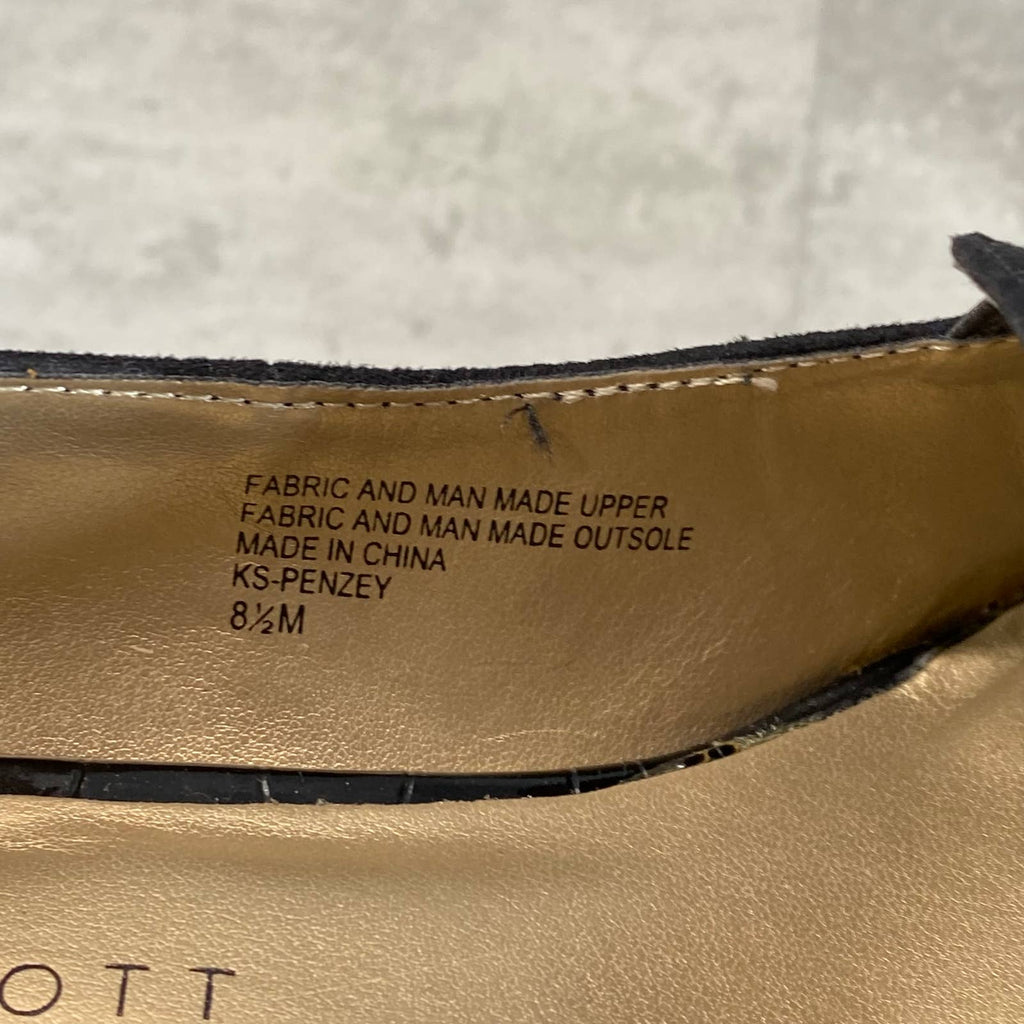 FABRIC AND MAN MADE UPPER
FABRIC AND MAN MADE OUTSOLE
MADE IN CHINA
KS-PENZEY
8½M
OTT